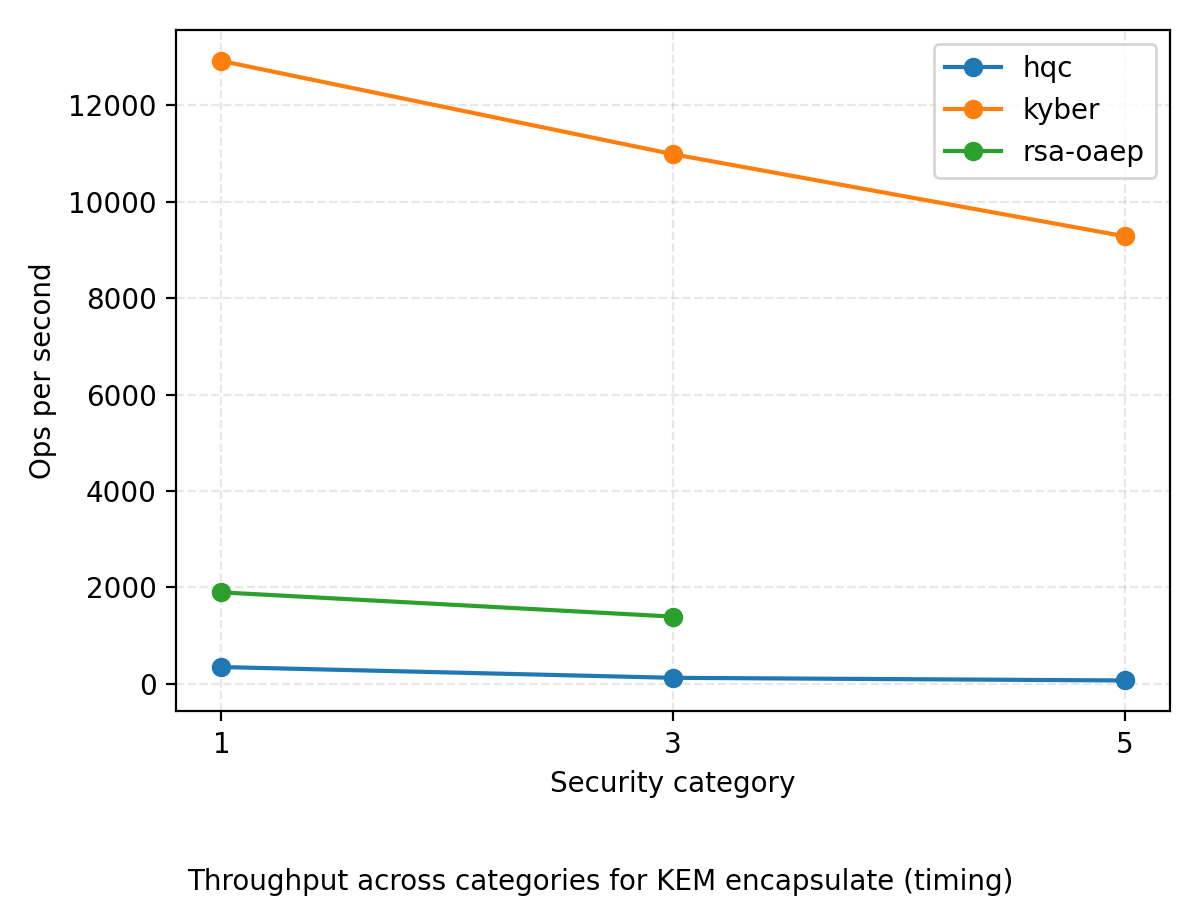 12000
10000
8000
6000
4000
2000
0
Ops per second
hqc
kyber
rsa-oaep
1 3 5
Security category
Throughput across categories for KEM encapsulate (timing)